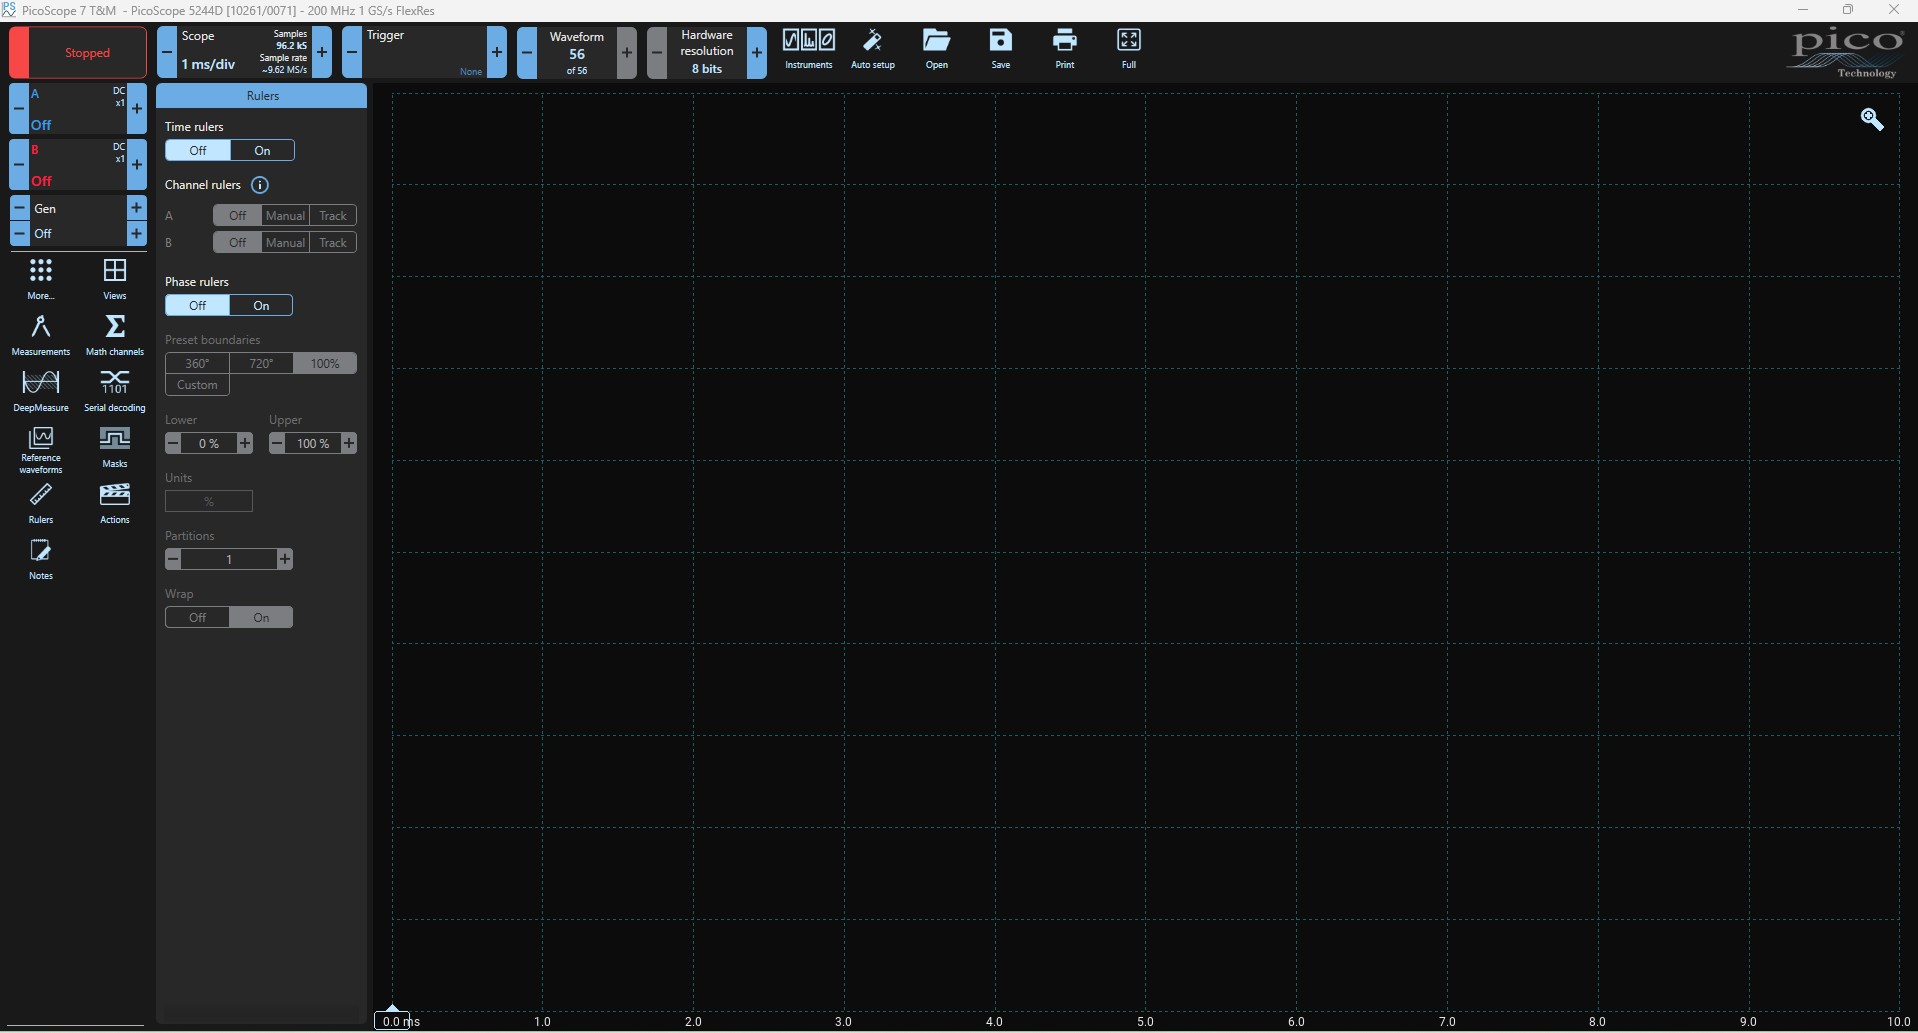 PicoScope 7 T&M - PicoScope 5244D [10261/0071] - 200 MHz 1 GS/s FlexRes
Stopped
Scope
1 ms/div
Samples
96.2 kS
Sample rate
~9.62 MS/s
Trigger
None
Waveform
56
of 56
Hardware
resolution
8 bits
Instruments
Auto setup
Open
Save
Print
Full
pico
Technology
A
DC
x1
Off
B
DC
x1
Off
Gen
Off
More...
Views
Measurements
Math channels
DeepMeasure
1101
Serial decoding
Reference
waveforms
Masks
Rulers
Actions
Notes
Rulers
Time rulers
Off On
Channel rulers i
A Off Manual Track
B Off Manual Track
Phase rulers
Off On
Preset boundaries
360° 720° 100%
Custom
Lower Upper
0 % 100 %
Units
%
Partitions
1
Wrap
Off On
0.0 ms 1.0 2.0 3.0 4.0 5.0 6.0 7.0 8.0 9.0 10.0